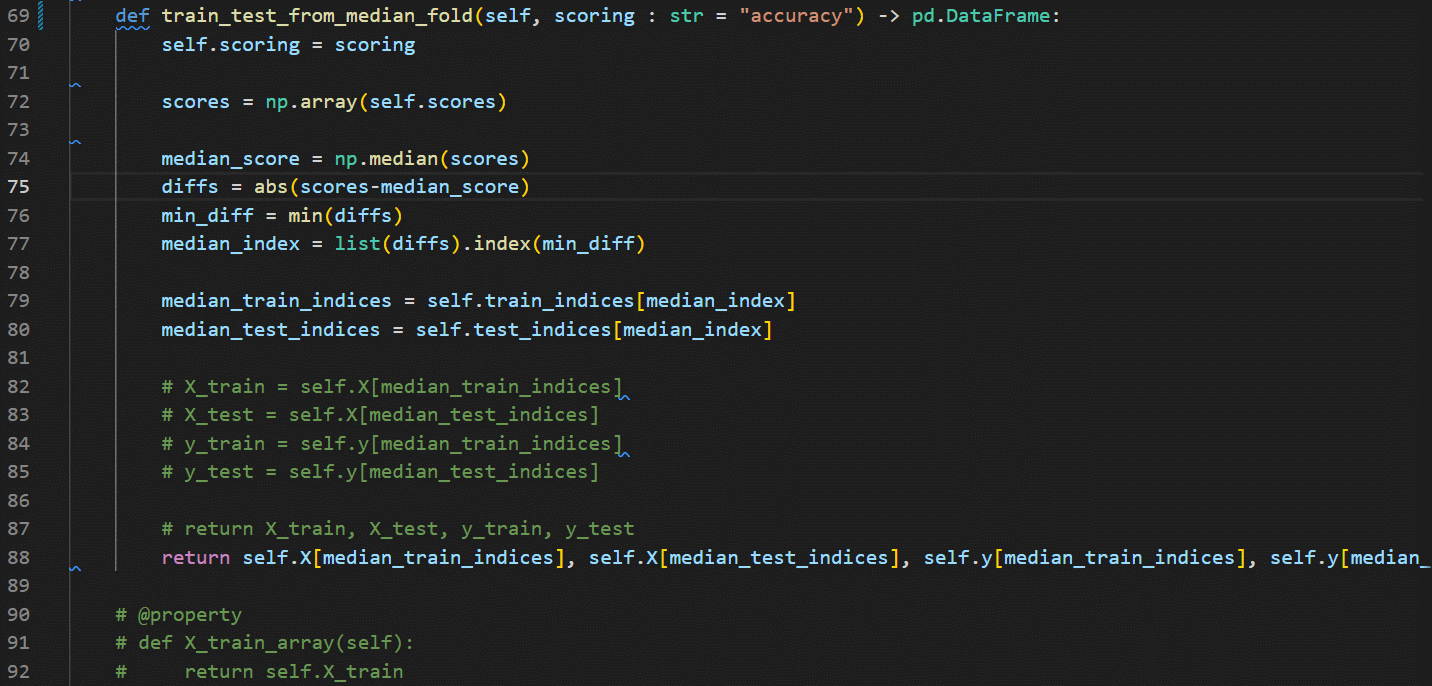 69 def train_test_from_median_fold(self, scoring : str = "accuracy") -> pd.DataFrame:
70 self.scoring = scoring
71
72 scores = np.array(self.scores)
73
74 median_score = np.median(scores)
75 diffs = abs(scores-median_score)
76 min_diff = min(diffs)
77 median_index = list(diffs).index(min_diff)
78
79 median_train_indices = self.train_indices[median_index]
80 median_test_indices = self.test_indices[median_index]
81
82 # X_train = self.X[median_train_indices]
83 # X_test = self.X[median_test_indices]
84 # y_train = self.y[median_train_indices]
85 # y_test = self.y[median_test_indices]
86
87 # return X_train, X_test, y_train, y_test
88 return self.X[median_train_indices], self.X[median_test_indices], self.y[median_train_indices], self.y[median_
89
90 # @property
91 # def X_train_array(self):
92 # return self.X_train